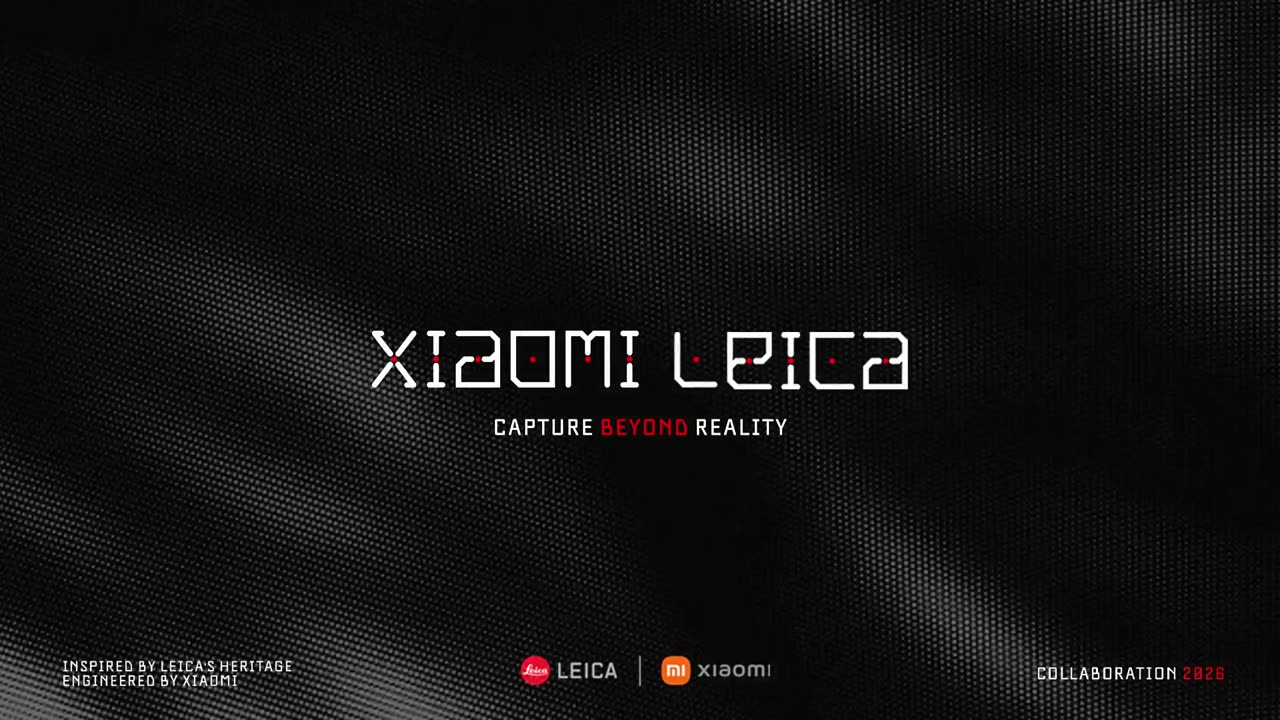 XIAOMI LEICA
CAPTURE BEYOND REALITY
INSPIRED BY LEICA'S HERITAGE
ENGINEERED BY XIAOMI
Leica LEICA | mi xiaomi
COLLABORATION 2026